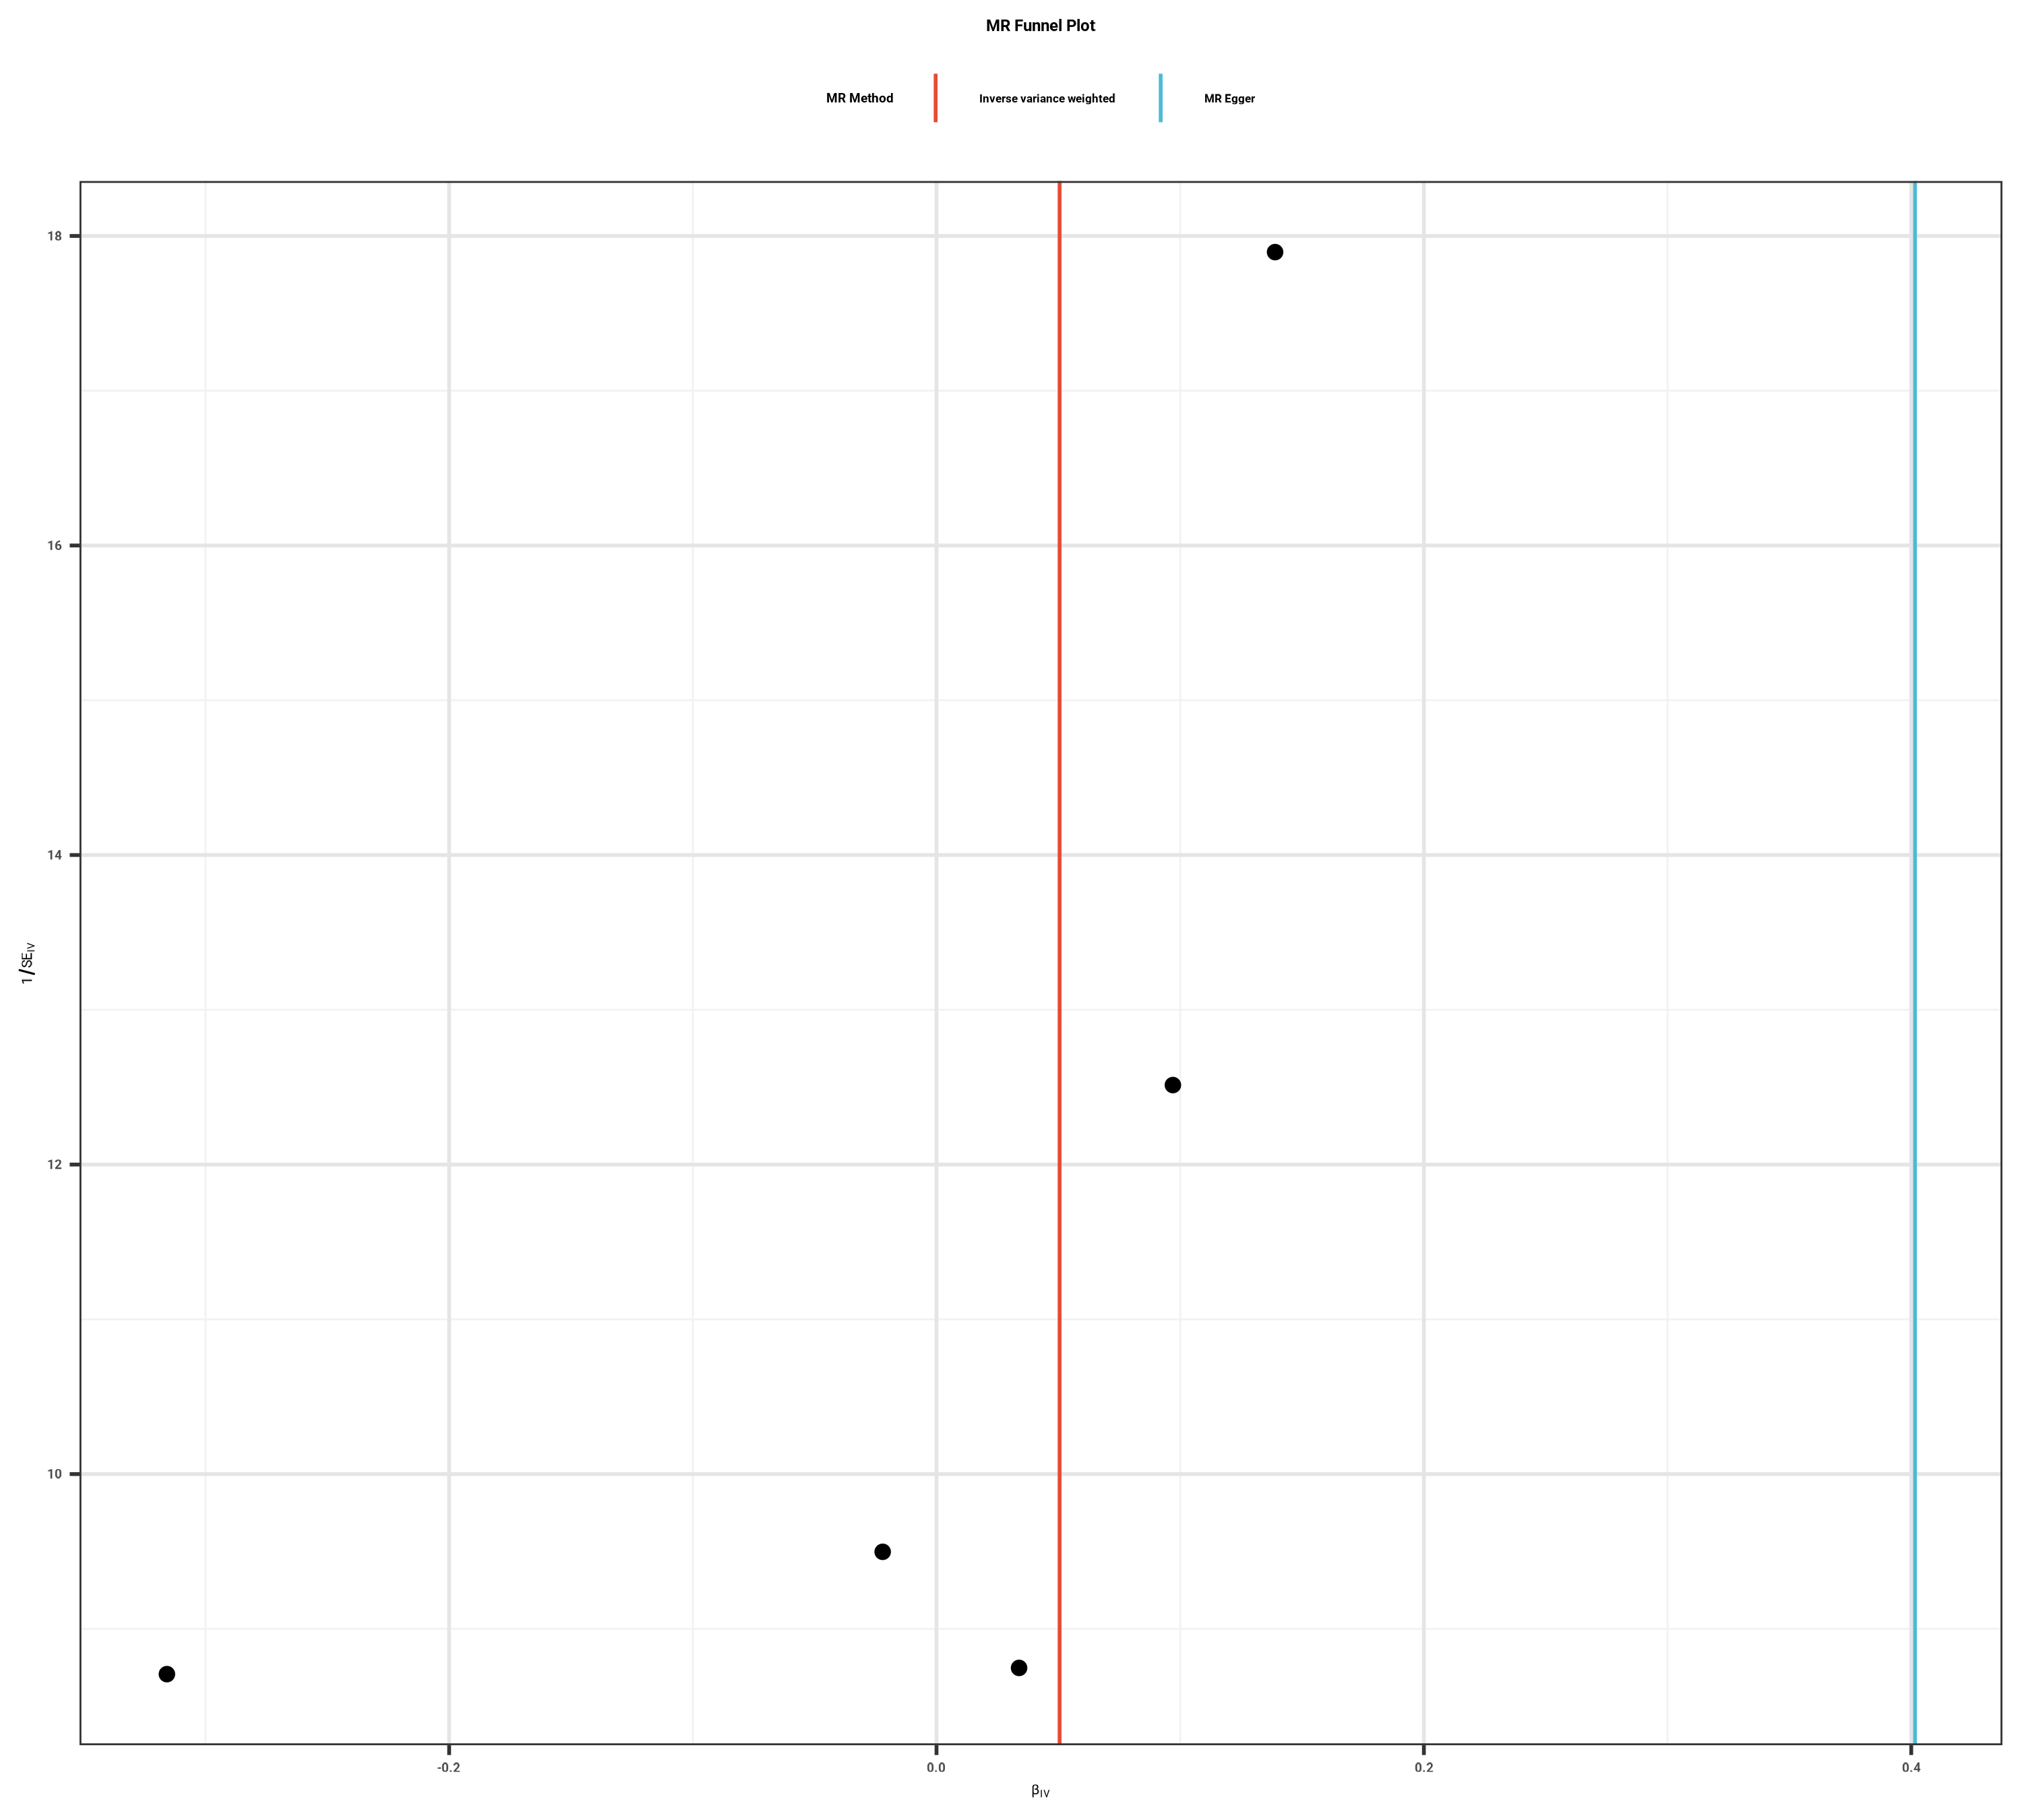 MR Funnel Plot
MR Method Inverse variance weighted MR Egger
18
16
14
12
10
1/SE_IV
-0.2 0.0 0.2 0.4
β_IV